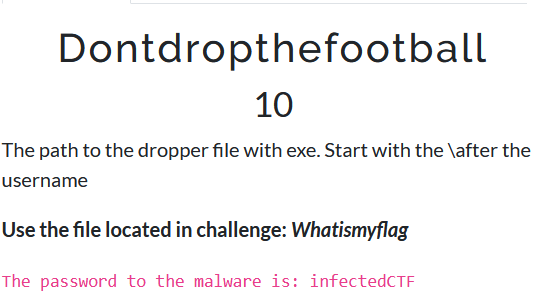 Dontdropthefootball
10
The path to the dropper file with exe. Start with the \after the
username
Use the file located in challenge: Whatismyflag
The password to the malware is: infectedCTF